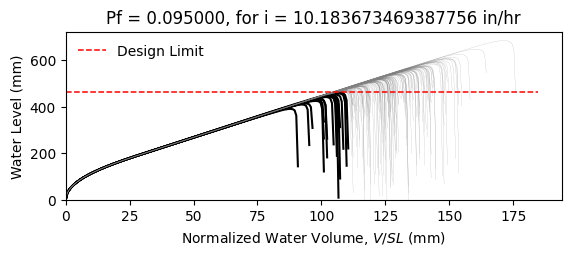 Pf = 0.095000, for i = 10.183673469387756 in/hr
Water Level (mm)
600
400
200
0
Design Limit
0 25 50 75 100 125 150 175
Normalized Water Volume, V/SL (mm)